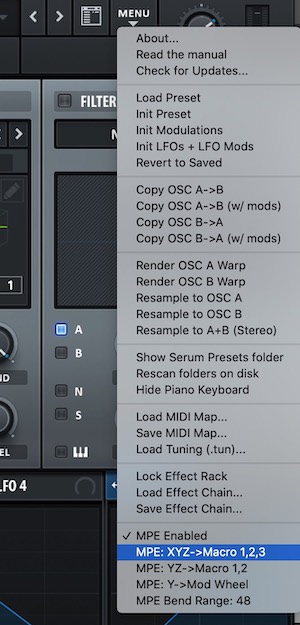 MENU
About...
Read the manual
Check for Updates...
Load Preset
Init Preset
Init Modulations
Init LFOs + LFO Mods
Revert to Saved
Copy OSC A->B
Copy OSC A->B (w/ mods)
Copy OSC B->A
Copy OSC B->A (w/ mods)
Render OSC A Warp
Render OSC B Warp
Resample to OSC A
Resample to OSC B
Resample to A+B (Stereo)
Show Serum Presets folder
Rescan folders on disk
Hide Piano Keyboard
Load MIDI Map...
Save MIDI Map...
Load Tuning (.tun)...
Lock Effect Rack
Load Effect Chain...
Save Effect Chain...
✓ MPE Enabled
MPE: XYZ->Macro 1,2,3
MPE: YZ->Macro 1,2
MPE: Y->Mod Wheel
MPE Bend Range: 48
FILTER
1
A
B
N
S
ND
EL
LFO 4